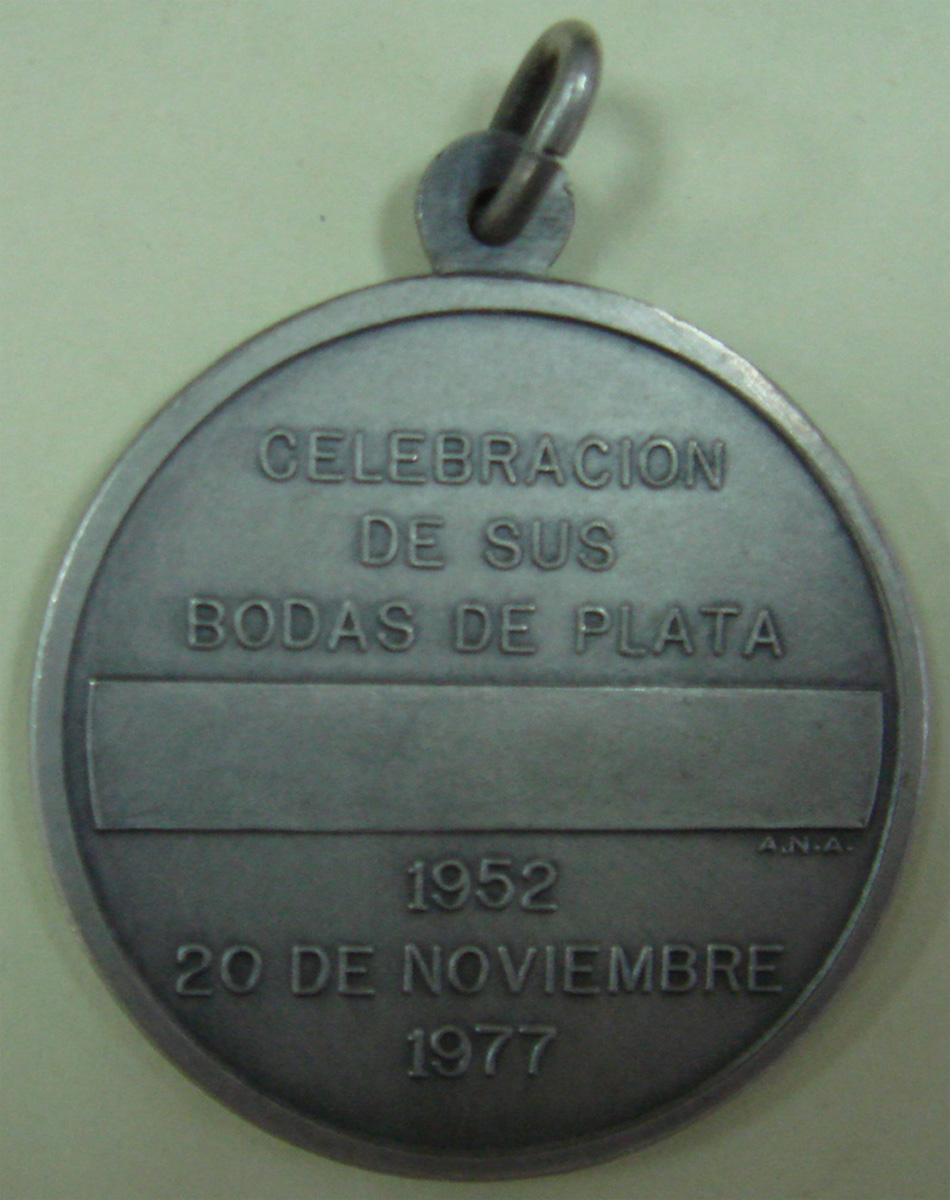 CELEBRACION
DE SUS
BODAS DE PLATA
A.N.A.
1952
20 DE NOVIEMBRE
1977